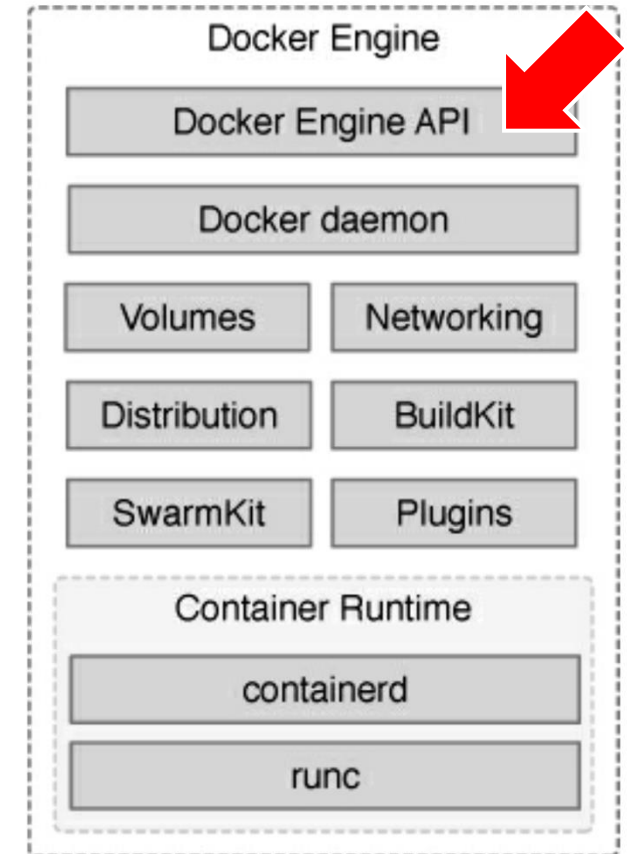 Docker Engine
Docker Engine API
Docker daemon
Volumes Networking
Distribution BuildKit
SwarmKit Plugins
Container Runtime
containerd
runc